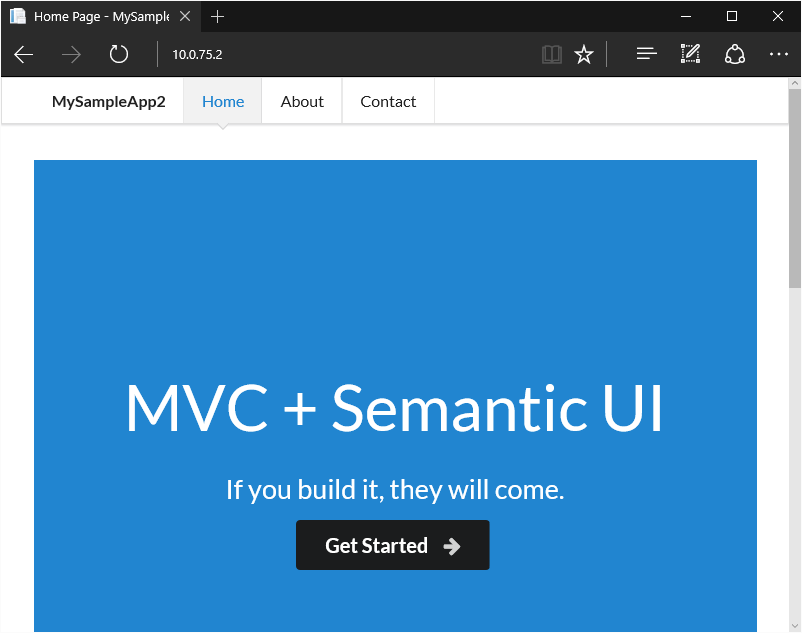 Home Page - MySample
10.0.75.2
MySampleApp2 Home About Contact
MVC + Semantic UI
If you build it, they will come.
Get Started